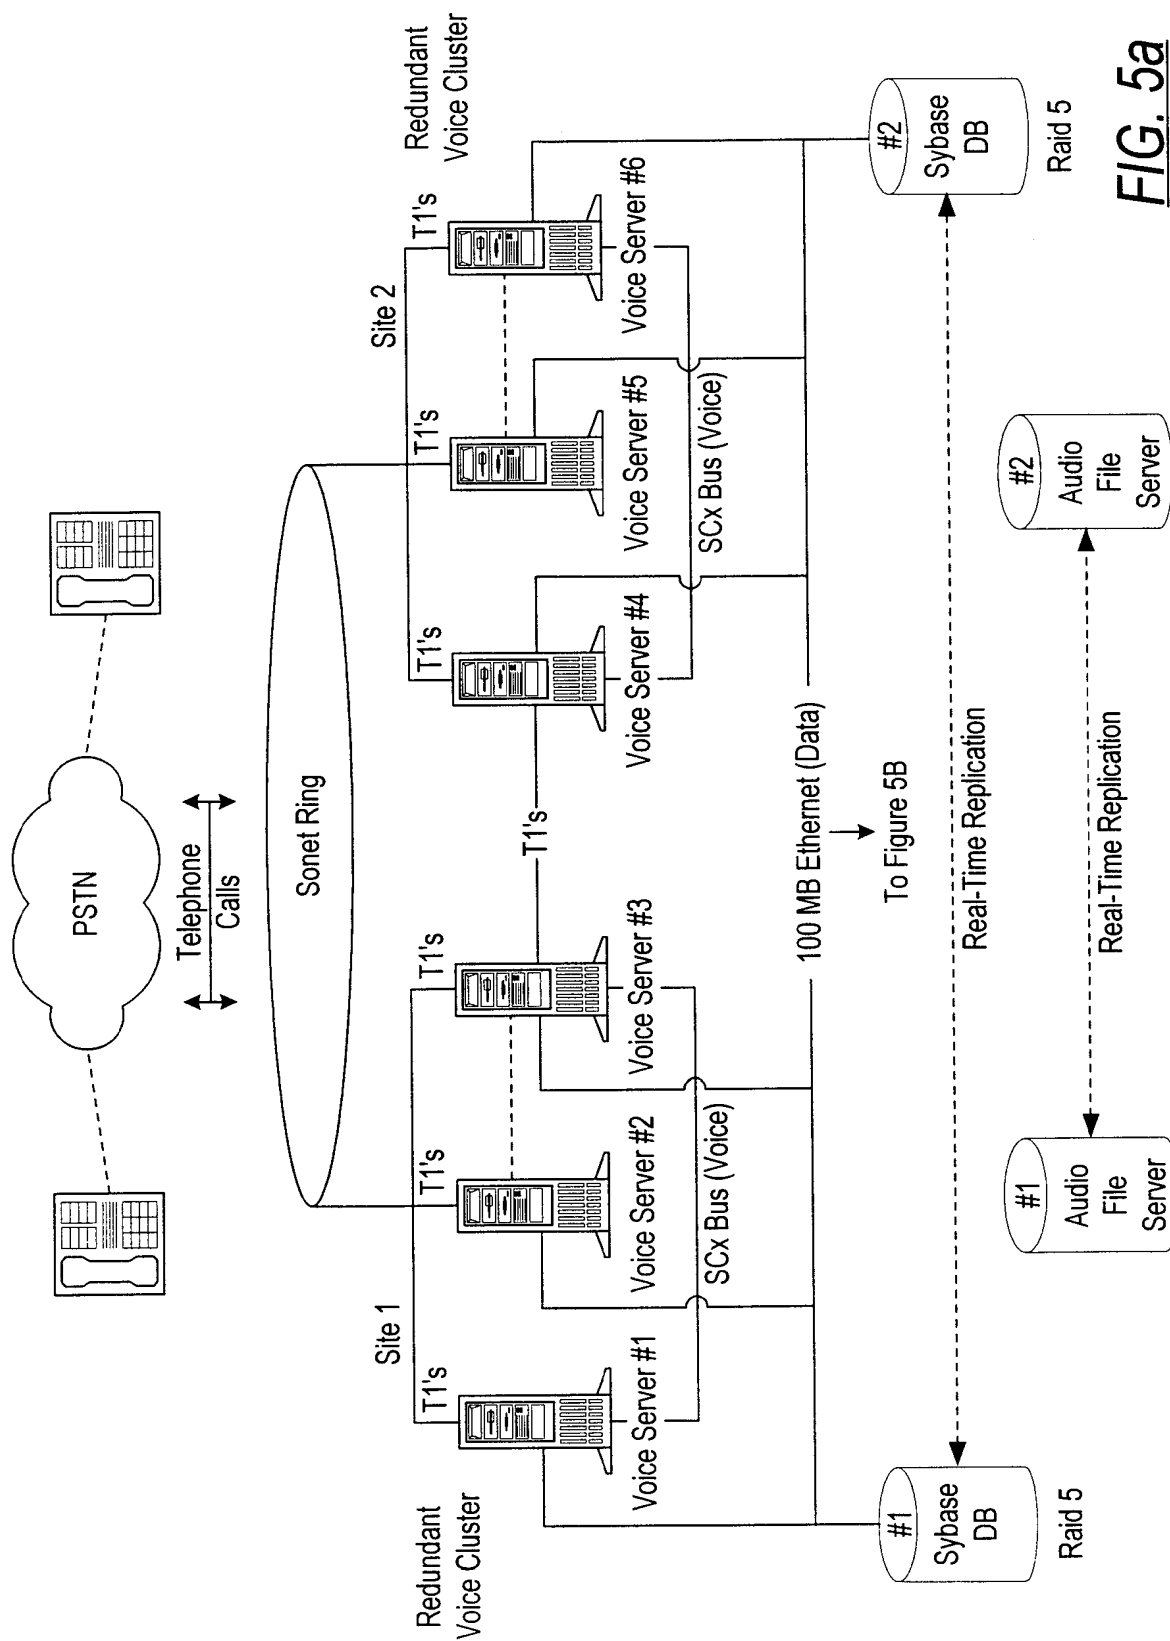 PSTN
Telephone
Calls
Sonet Ring
Redundant
Voice Cluster
Site 1
T1's
T1's
T1's
Voice Server #1
Voice Server #2
Voice Server #3
SCx Bus (Voice)
T1's
Site 2
Redundant
Voice Cluster
T1's
T1's
T1's
Voice Server #4
Voice Server #5
Voice Server #6
SCx Bus (Voice)
100 MB Ethernet (Data)
To Figure 5B
#1
Sybase
DB
Raid 5
Real-Time Replication
#2
Sybase
DB
Raid 5
#1
Audio
File
Server
Real-Time Replication
#2
Audio
File
Server
FIG. 5a